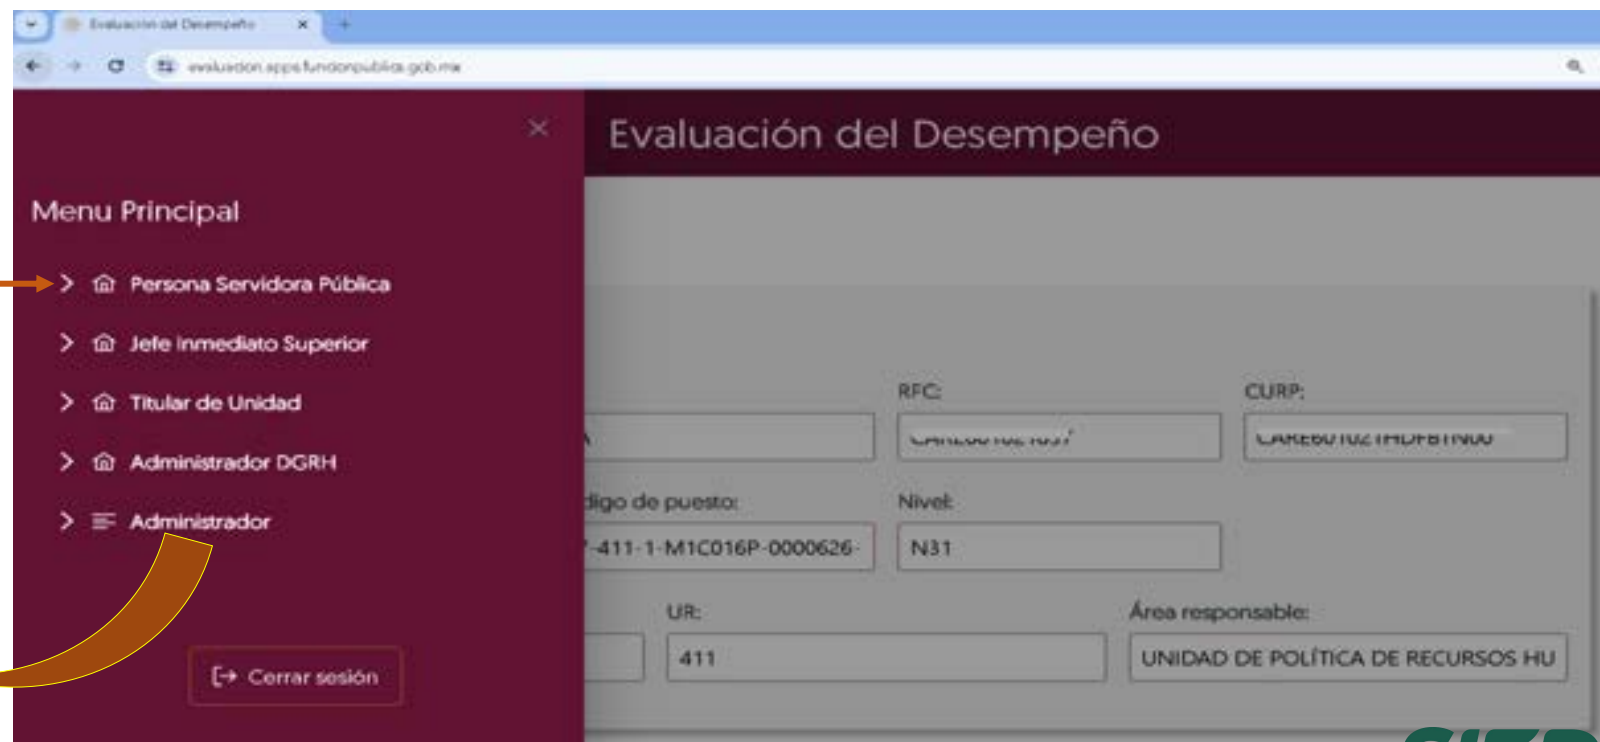 Evaluación del Desempeño
evaluacion.apps.funcionpublica.gob.mx
Evaluación del Desempeño
Menu Principal
Persona Servidora Pública
Jefe Inmediato Superior
Titular de Unidad
Administrador DGRH
Administrador
Cerrar sesión
RFC:
CURP:
digo de puesto:
Nivel:
-411-1-M1C016P-0000626-
N31
UR:
Área responsable:
411
UNIDAD DE POLÍTICA DE RECURSOS HU